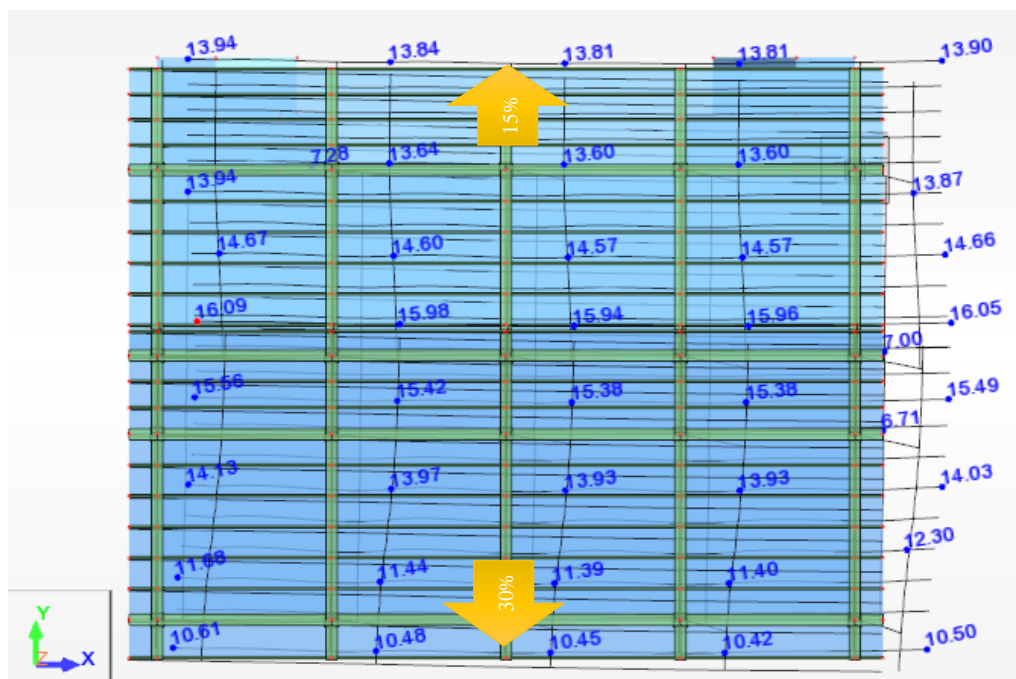 13.94 13.84 13.81 13.81 13.90
15%
7.28 13.64 13.60 13.60
13.94 13.87
14.67 14.60 14.57 14.57 14.66
16.09 15.98 15.94 15.96 16.05
7.00
15.56 15.42 15.38 15.38 15.49
6.71
14.13 13.97 13.93 13.93 14.03
12.30
11.68 11.44 11.39 11.40
30%
10.61 10.48 10.45 10.42 10.50
Y
Z X